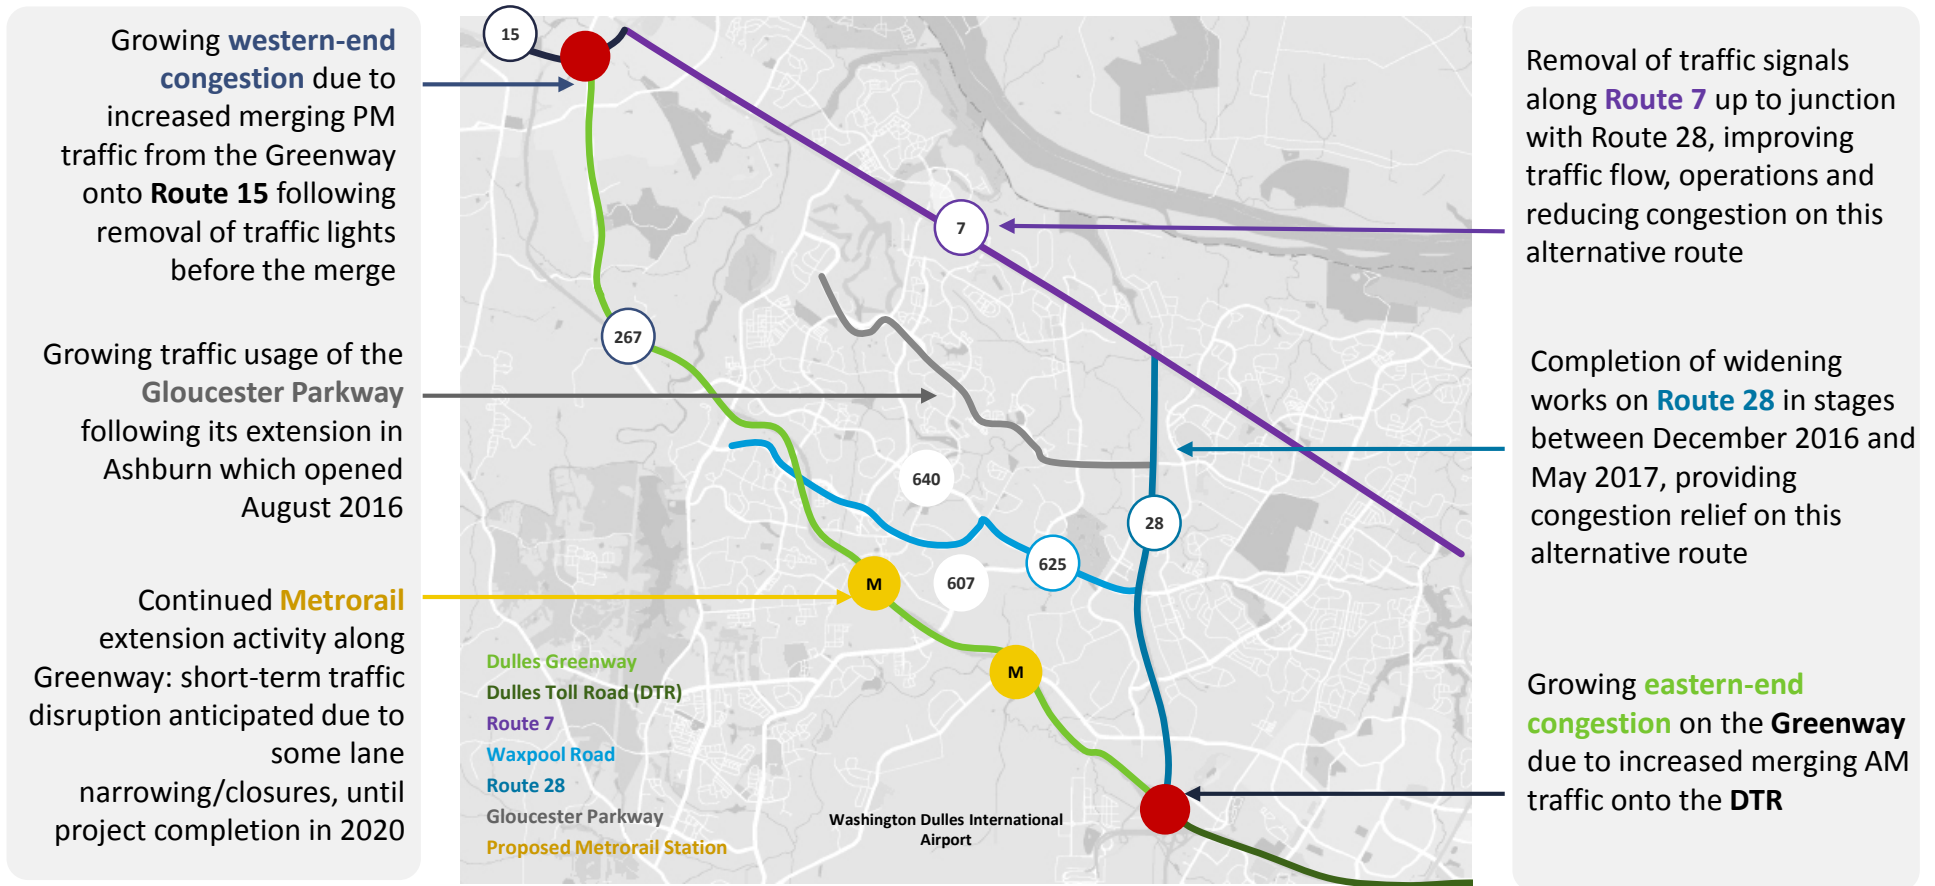 Growing western-end
congestion due to
increased merging PM
traffic from the Greenway
onto Route 15 following
removal of traffic lights
before the merge
Growing traffic usage of the
Gloucester Parkway
following its extension in
Ashburn which opened
August 2016
Continued Metrorail
extension activity along
Greenway: short-term traffic
disruption anticipated due to
some lane
narrowing/closures, until
project completion in 2020
15
7
267
640
28
625
607
M
M
Dulles Greenway
Dulles Toll Road (DTR)
Route 7
Waxpool Road
Route 28
Gloucester Parkway
Proposed Metrorail Station
Washington Dulles International
Airport
Removal of traffic signals
along Route 7 up to junction
with Route 28, improving
traffic flow, operations and
reducing congestion on this
alternative route
Completion of widening
works on Route 28 in stages
between December 2016 and
May 2017, providing
congestion relief on this
alternative route
Growing eastern-end
congestion on the Greenway
due to increased merging AM
traffic onto the DTR